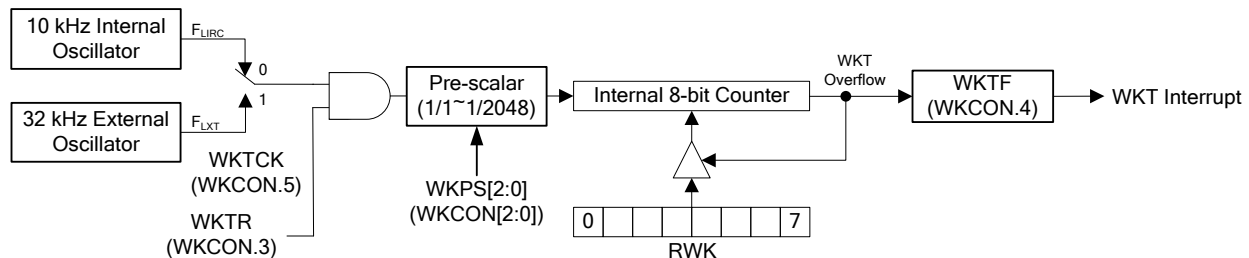 10 kHz Internal
Oscillator
FLIRC
0
1
32 kHz External
Oscillator
FLXT
WKTCK
(WKCON.5)
WKTR
(WKCON.3)
Pre-scalar
(1/1~1/2048)
WKPS[2:0]
(WKCON[2:0])
Internal 8-bit Counter
0
7
RWK
WKT
Overflow
WKTF
(WKCON.4)
WKT Interrupt